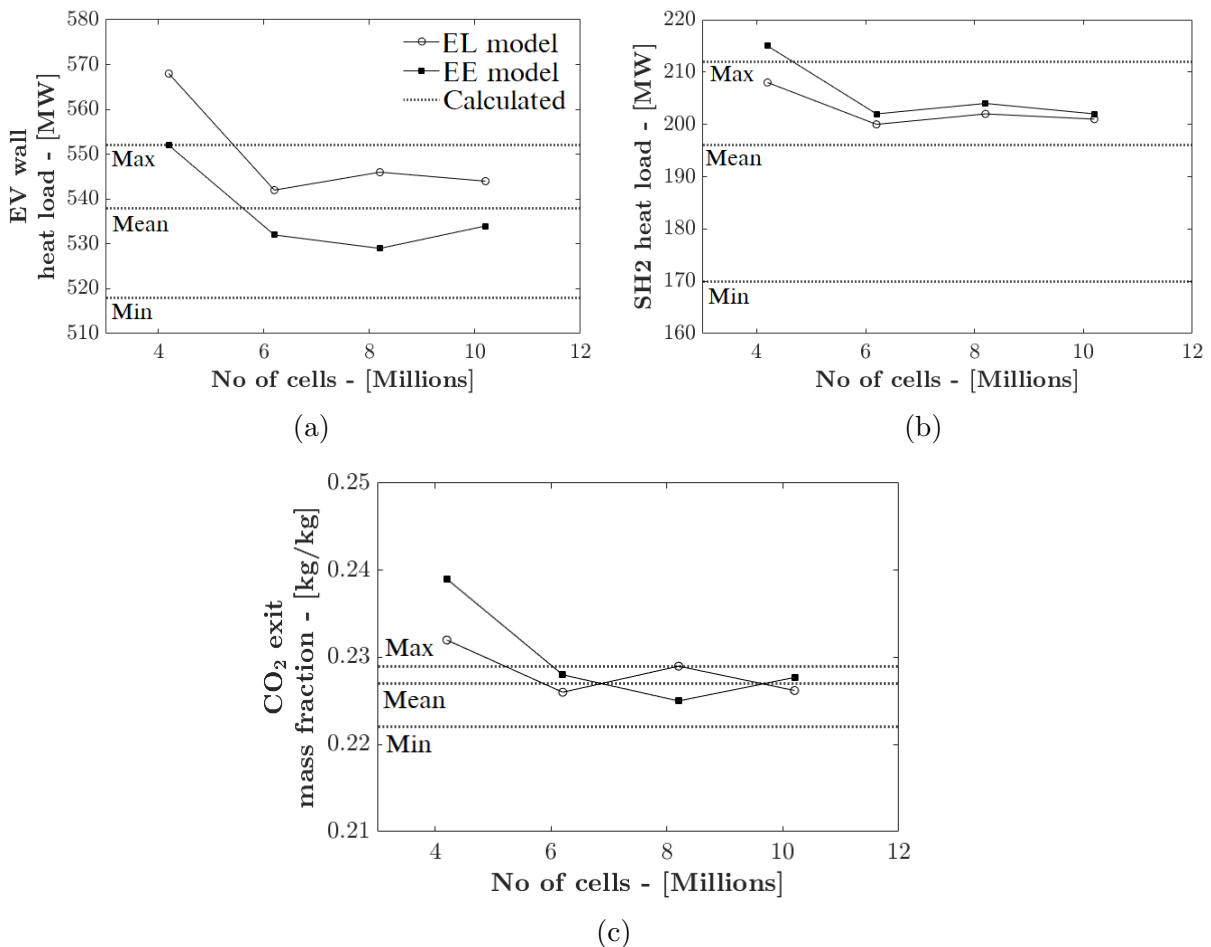 580
570
560
550
540
530
520
510
EV wall
heat load - [MW]
EL model
EE model
Calculated
Max
Mean
Min
4
6
8
10
12
No of cells - [Millions]
(a)
220
210
200
190
180
170
160
SH2 heat load - [MW]
Max
Mean
Min
4
6
8
10
12
No of cells - [Millions]
(b)
0.25
0.24
0.23
0.22
0.21
CO₂ exit
mass fraction - [kg/kg]
Max
Mean
Min
4
6
8
10
12
No of cells - [Millions]
(c)